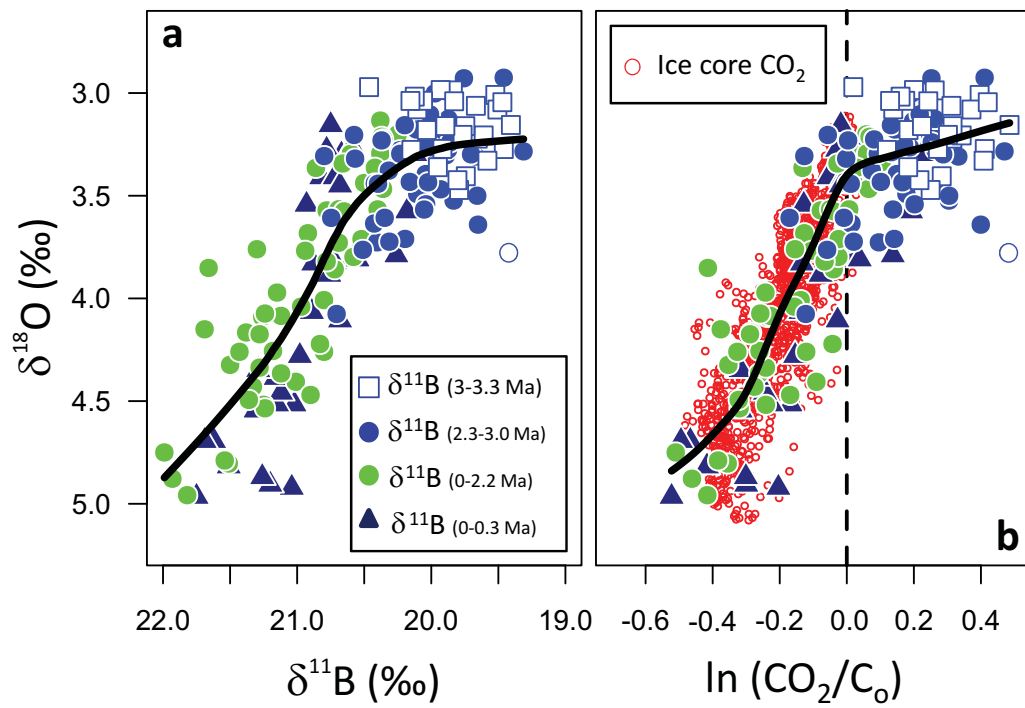 a
3.0
3.5
4.0
4.5
5.0
δ¹⁸O (‰)
22.0 21.0 20.0 19.0
δ¹¹B (‰)
δ¹¹B (3-3.3 Ma)
δ¹¹B (2.3-3.0 Ma)
δ¹¹B (0-2.2 Ma)
δ¹¹B (0-0.3 Ma)
Ice core CO₂
b
-0.6 -0.4 -0.2 0.0 0.2 0.4
ln (CO₂/Cₒ)